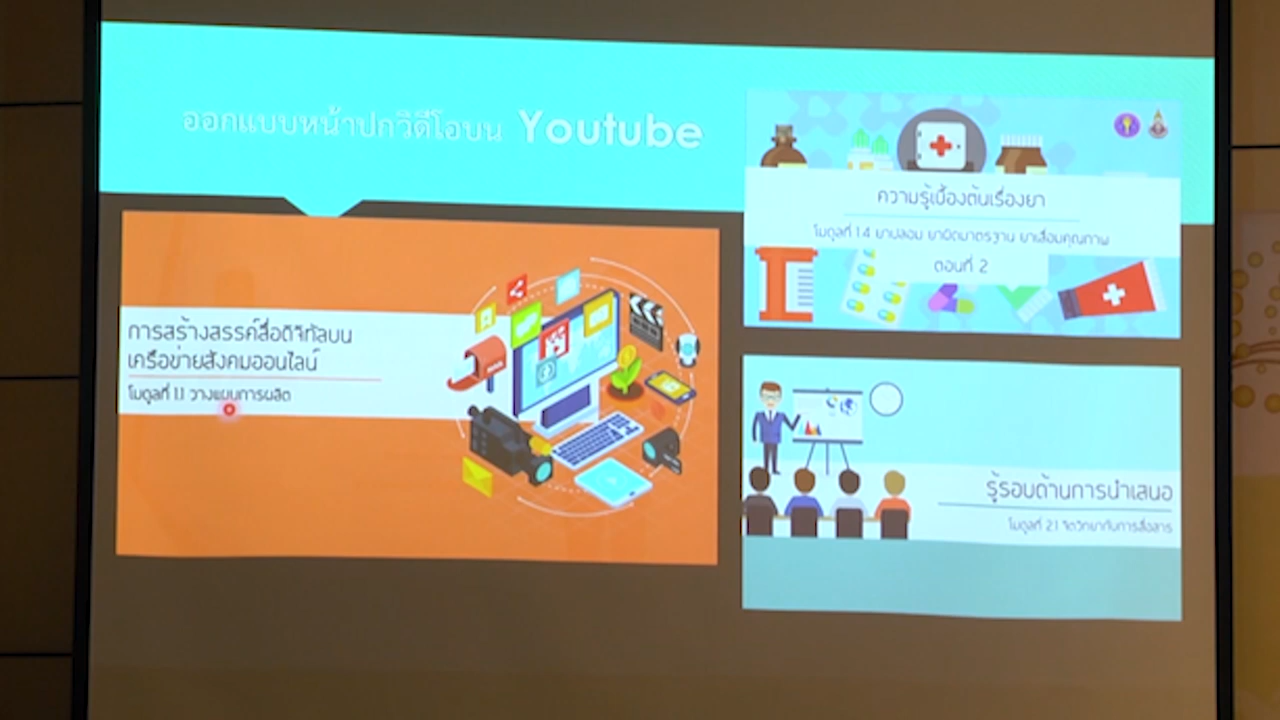 ออกแบบหน้าปกวิดีโอบน Youtube
การสร้างสรรค์สื่อดิจิทัลบน
เครือข่ายสังคมออนไลน์
โมดูลที่ 1.1 วางแผนการผลิต
ความรู้เบื้องต้นเรื่องยา
โมดูลที่ 1.4 ยาปลอม ยาผิดมาตรฐาน ยาเสื่อมคุณภาพ
ตอนที่ 2
รู้รอบด้านการนำเสนอ
โมดูลที่ 2.1 จิตวิทยากับการสื่อสาร